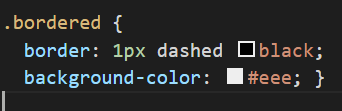 .bordered {
  border: 1px dashed black;
  background-color: #eee; }